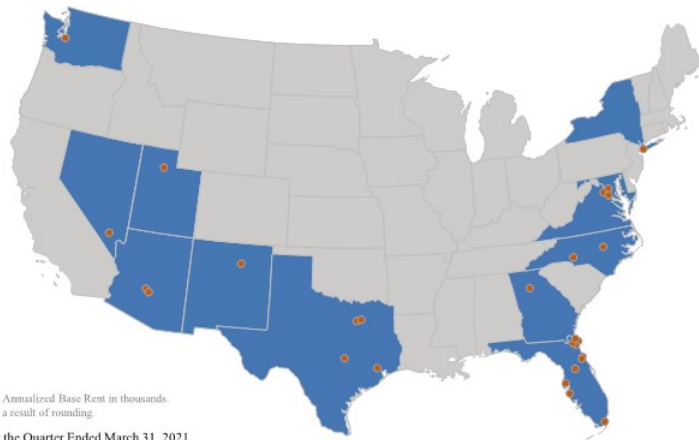 Annualized Base Rent in thousands.
a result of rounding.
the Quarter Ended March 31, 2021